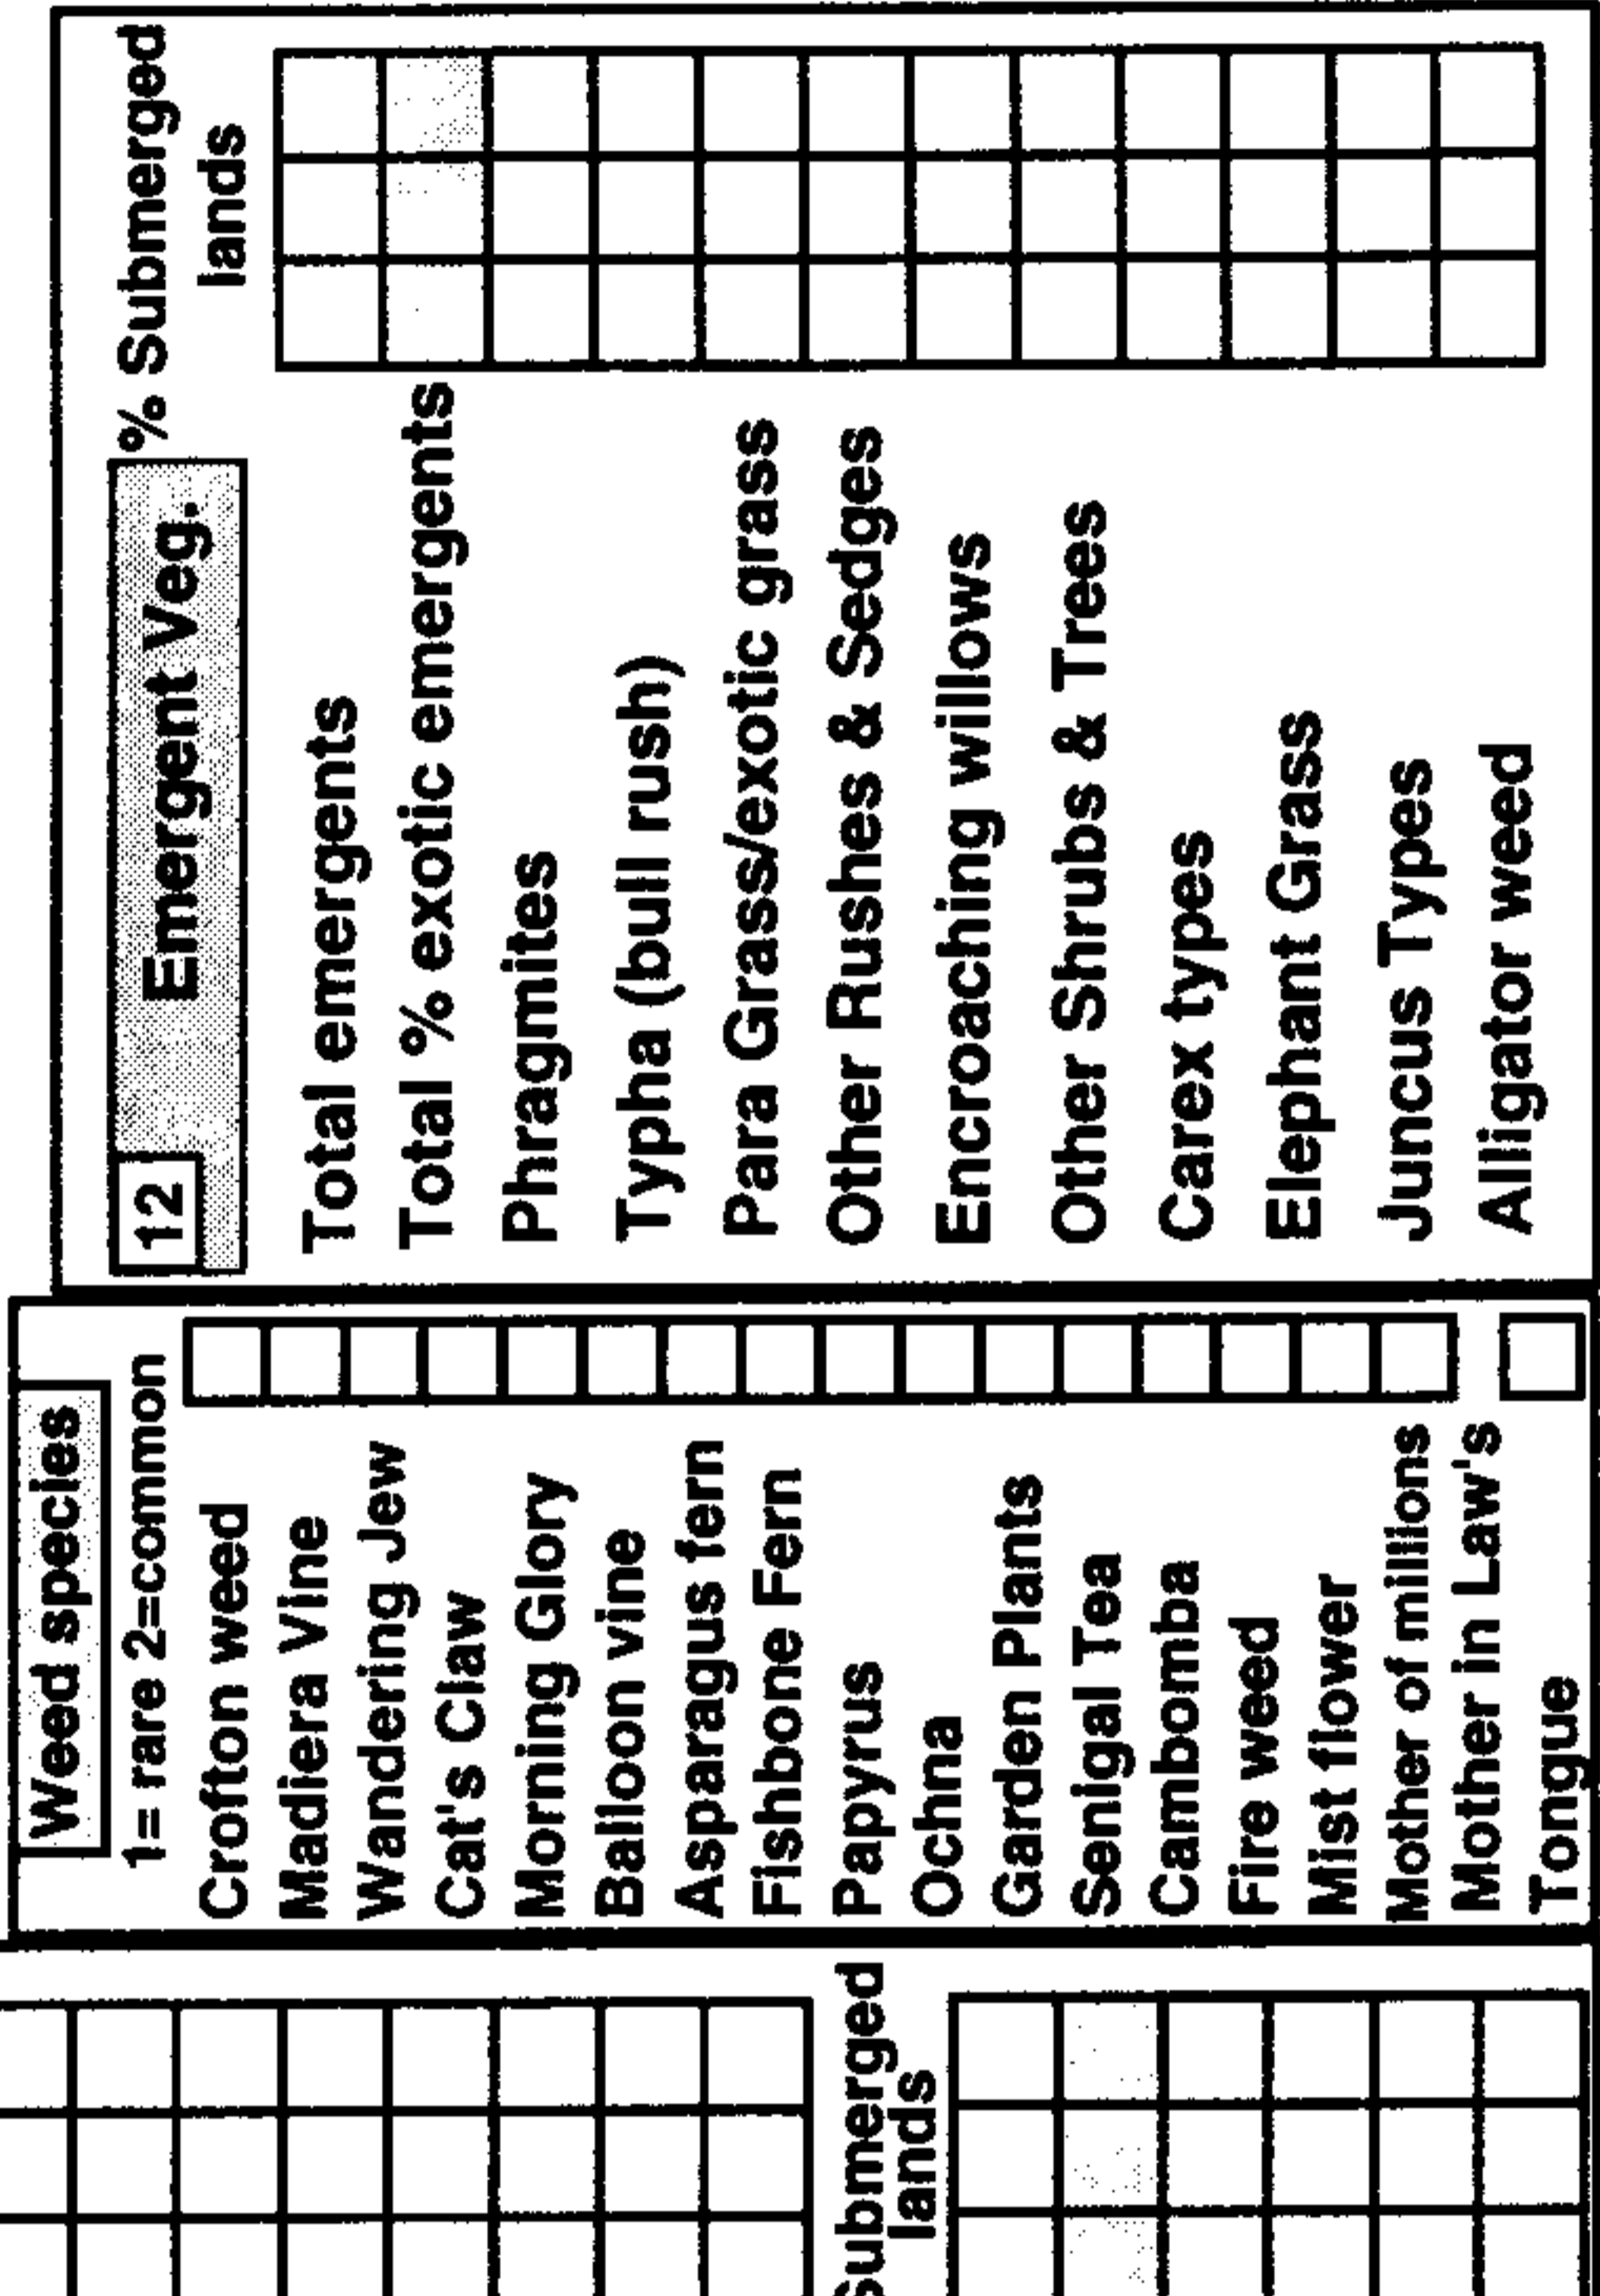 Submerged
lands
Weed species
1= rare 2=common
Crofton weed
Madiera Vine
Wandering Jew
Cat's Claw
Morning Glory
Balloon vine
Asparagus fern
Fishbone Fern
Papyrus
Ochna
Garden Plants
Senigal Tea
Cambomba
Fire weed
Mist flower
Mother of millions
Mother in Law's
Tongue
12 Emergent Veg. % Submerged
lands
Total emergents
Total % exotic emergents
Phragmites
Typha (bull rush)
Para Grass/exotic grass
Other Rushes & Sedges
Encroaching willows
Other Shrubs & Trees
Carex types
Elephant Grass
Juncus Types
Alligator weed